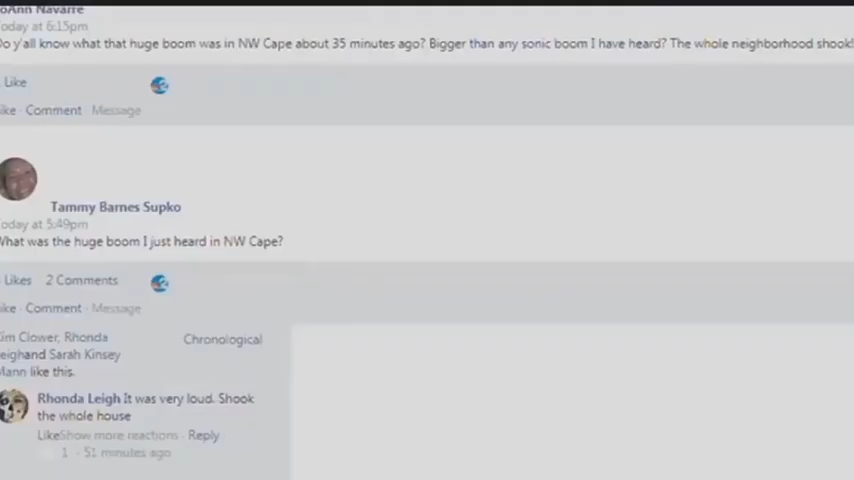 oAnn Navarre
oday at 6:15pm
Do y'all know what that huge boom was in NW Cape about 35 minutes ago? Bigger than any sonic boom I have heard? The whole neighborhood shook!
Like
ike · Comment · Message
Tammy Barnes Supko
oday at 5:49pm
What was the huge boom I just heard in NW Cape?
Likes 2 Comments
ike · Comment · Message
im Clower, Rhonda
Chronological
eighand Sarah Kinsey
Mann like this.
Rhonda Leigh it was very loud. Shook
the whole house
LikeShow more reactions · Reply
1 · 51 minutes ago